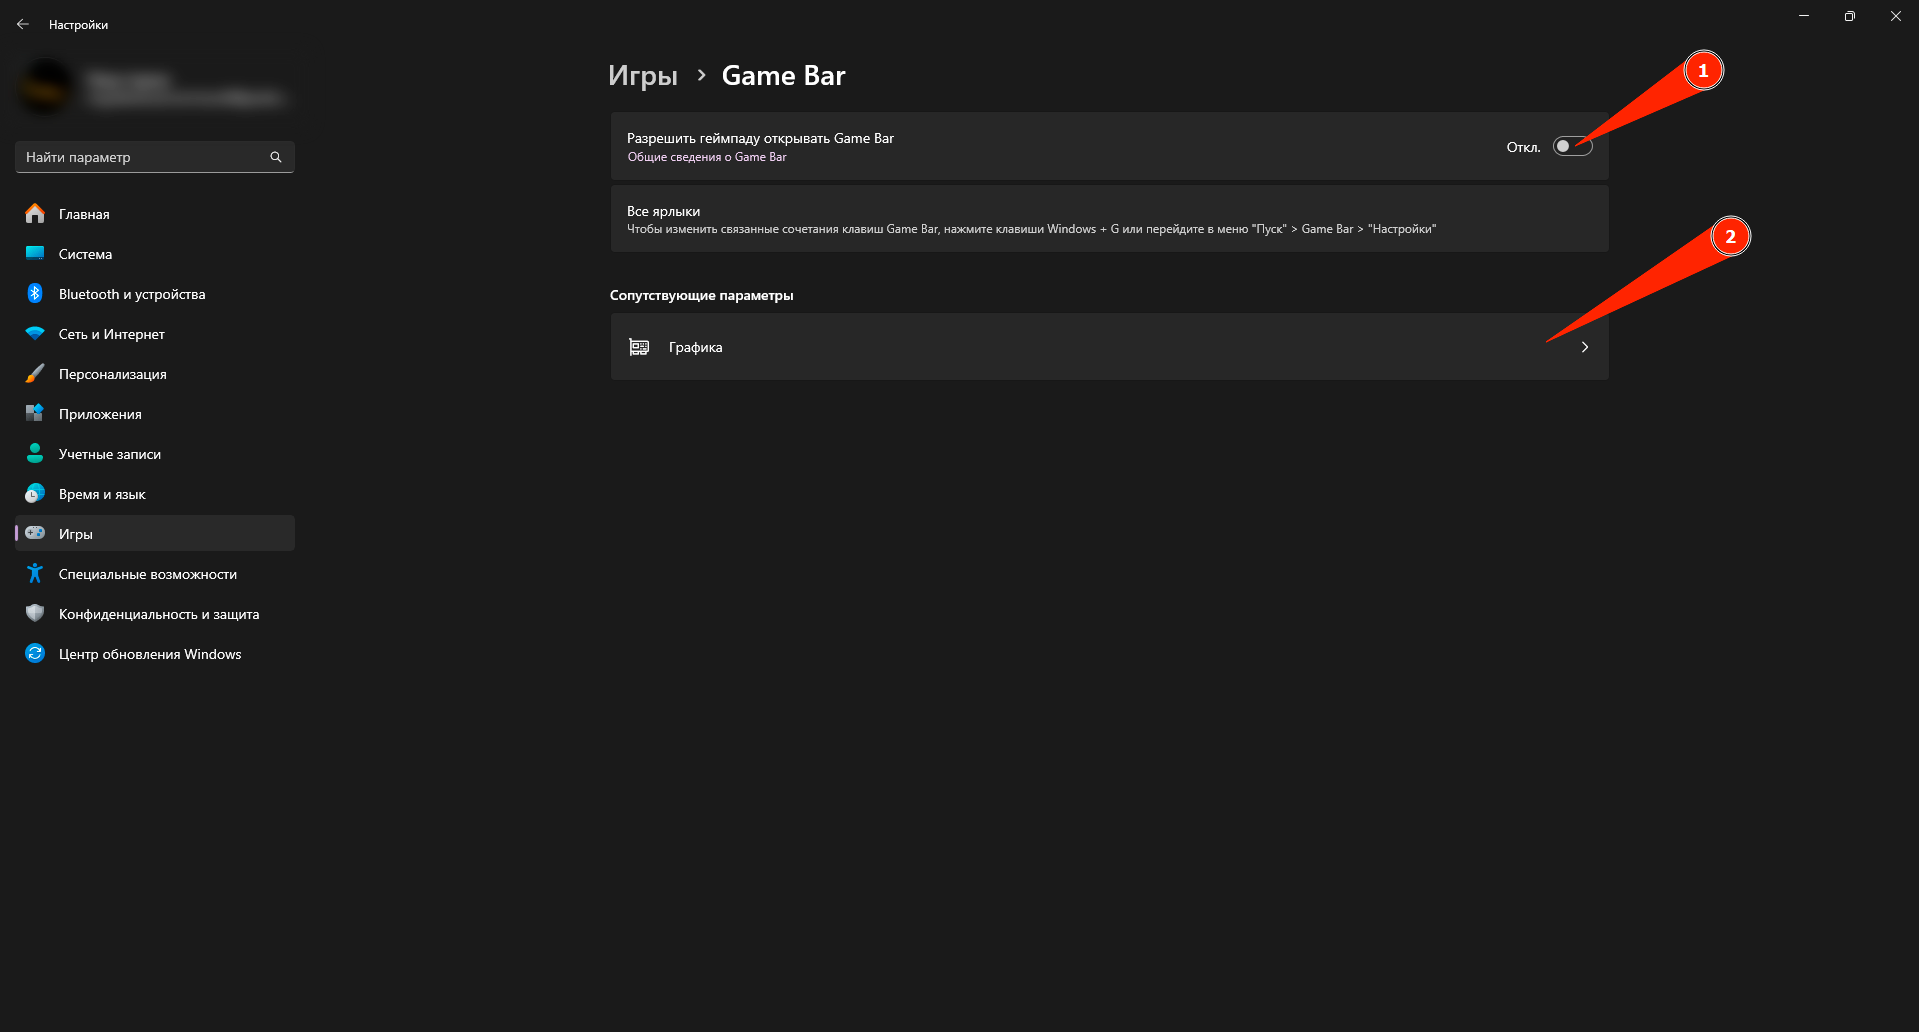 Настройки
Найти параметр
Главная
Система
Bluetooth и устройства
Сеть и Интернет
Персонализация
Приложения
Учетные записи
Время и язык
Игры
Специальные возможности
Конфиденциальность и защита
Центр обновления Windows
Игры > Game Bar
1
Разрешить геймпаду открывать Game Bar
Общие сведения о Game Bar
Откл.
Все ярлыки
Чтобы изменить связанные сочетания клавиш Game Bar, нажмите клавиши Windows + G или перейдите в меню "Пуск" > Game Bar > "Настройки"
2
Сопутствующие параметры
Графика